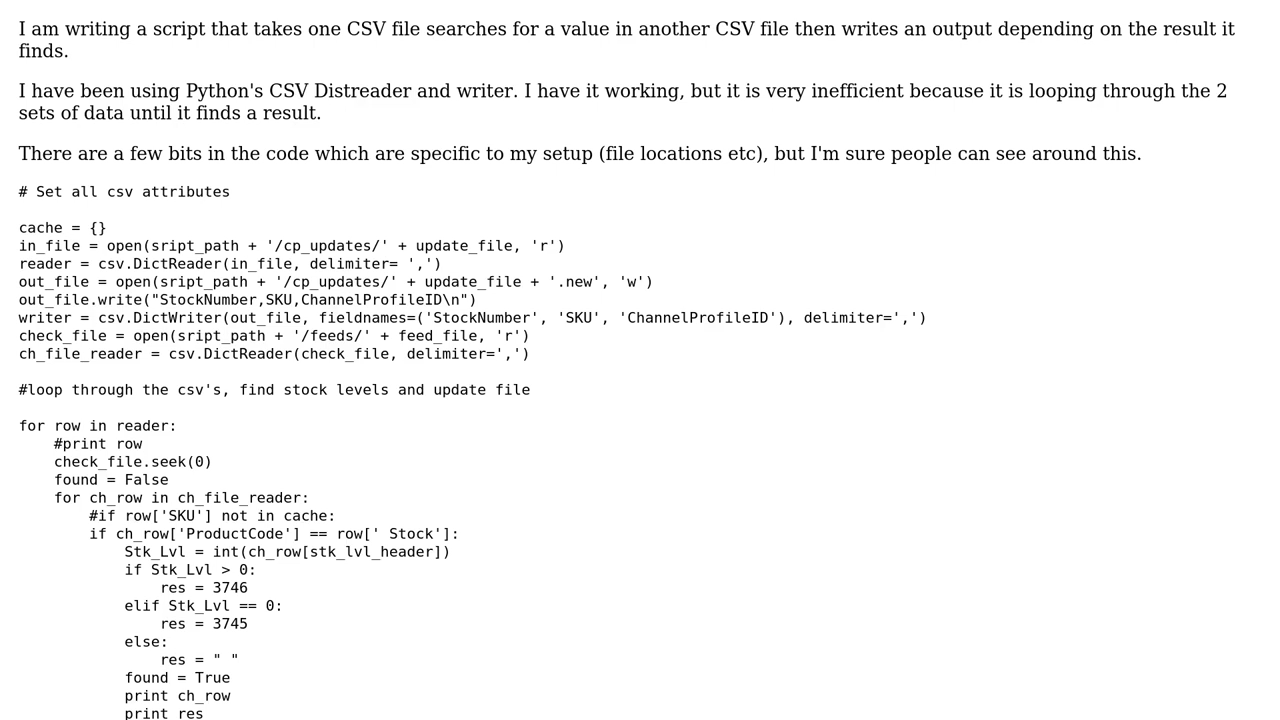 I am writing a script that takes one CSV file searches for a value in another CSV file then writes an output depending on the result it
finds.
I have been using Python's CSV Distreader and writer. I have it working, but it is very inefficient because it is looping through the 2
sets of data until it finds a result.
There are a few bits in the code which are specific to my setup (file locations etc), but I'm sure people can see around this.
# Set all csv attributes
cache = {}
in_file = open(sript_path + '/cp_updates/' + update_file, 'r')
reader = csv.DictReader(in_file, delimiter= ',')
out_file = open(sript_path + '/cp_updates/' + update_file + '.new', 'w')
out_file.write("StockNumber,SKU,ChannelProfileID\n")
writer = csv.DictWriter(out_file, fieldnames=('StockNumber', 'SKU', 'ChannelProfileID'), delimiter=',')
check_file = open(sript_path + '/feeds/' + feed_file, 'r')
ch_file_reader = csv.DictReader(check_file, delimiter=',')
#loop through the csv's, find stock levels and update file
for row in reader:
    #print row
    check_file.seek(0)
    found = False
    for ch_row in ch_file_reader:
        #if row['SKU'] not in cache:
        if ch_row['ProductCode'] == row[' Stock']:
            Stk_Lvl = int(ch_row[stk_lvl_header])
            if Stk_Lvl > 0:
                res = 3746
            elif Stk_Lvl == 0:
                res = 3745
            else:
                res = " "
            found = True
            print ch_row
            print res